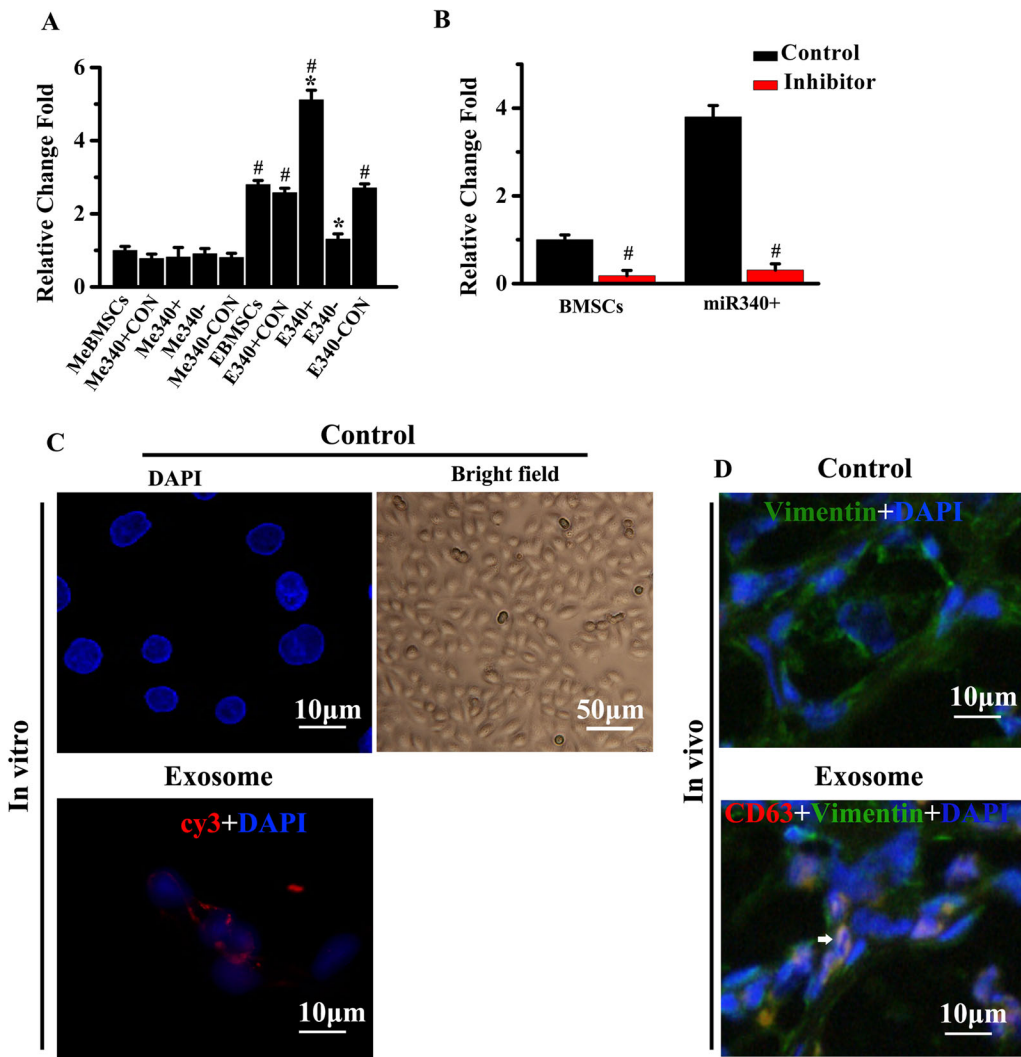 A
Relative Change Fold
6
4
2
0
#
*
#
#
#
*
#
MeBMSCs
Me340+CON
Me340+
Me340-
Me340-CON
EBMSCs
E340+CON
E340+
E340-
E340-CON
B
Control
Inhibitor
Relative Change Fold
4
2
0
#
#
BMSCs
miR340+
C
Control
DAPI
Bright field
In vitro
10μm
50μm
Exosome
cy3+DAPI
10μm
D
Control
In vivo
Vimentin+DAPI
10μm
Exosome
CD63+Vimentin+DAPI
10μm